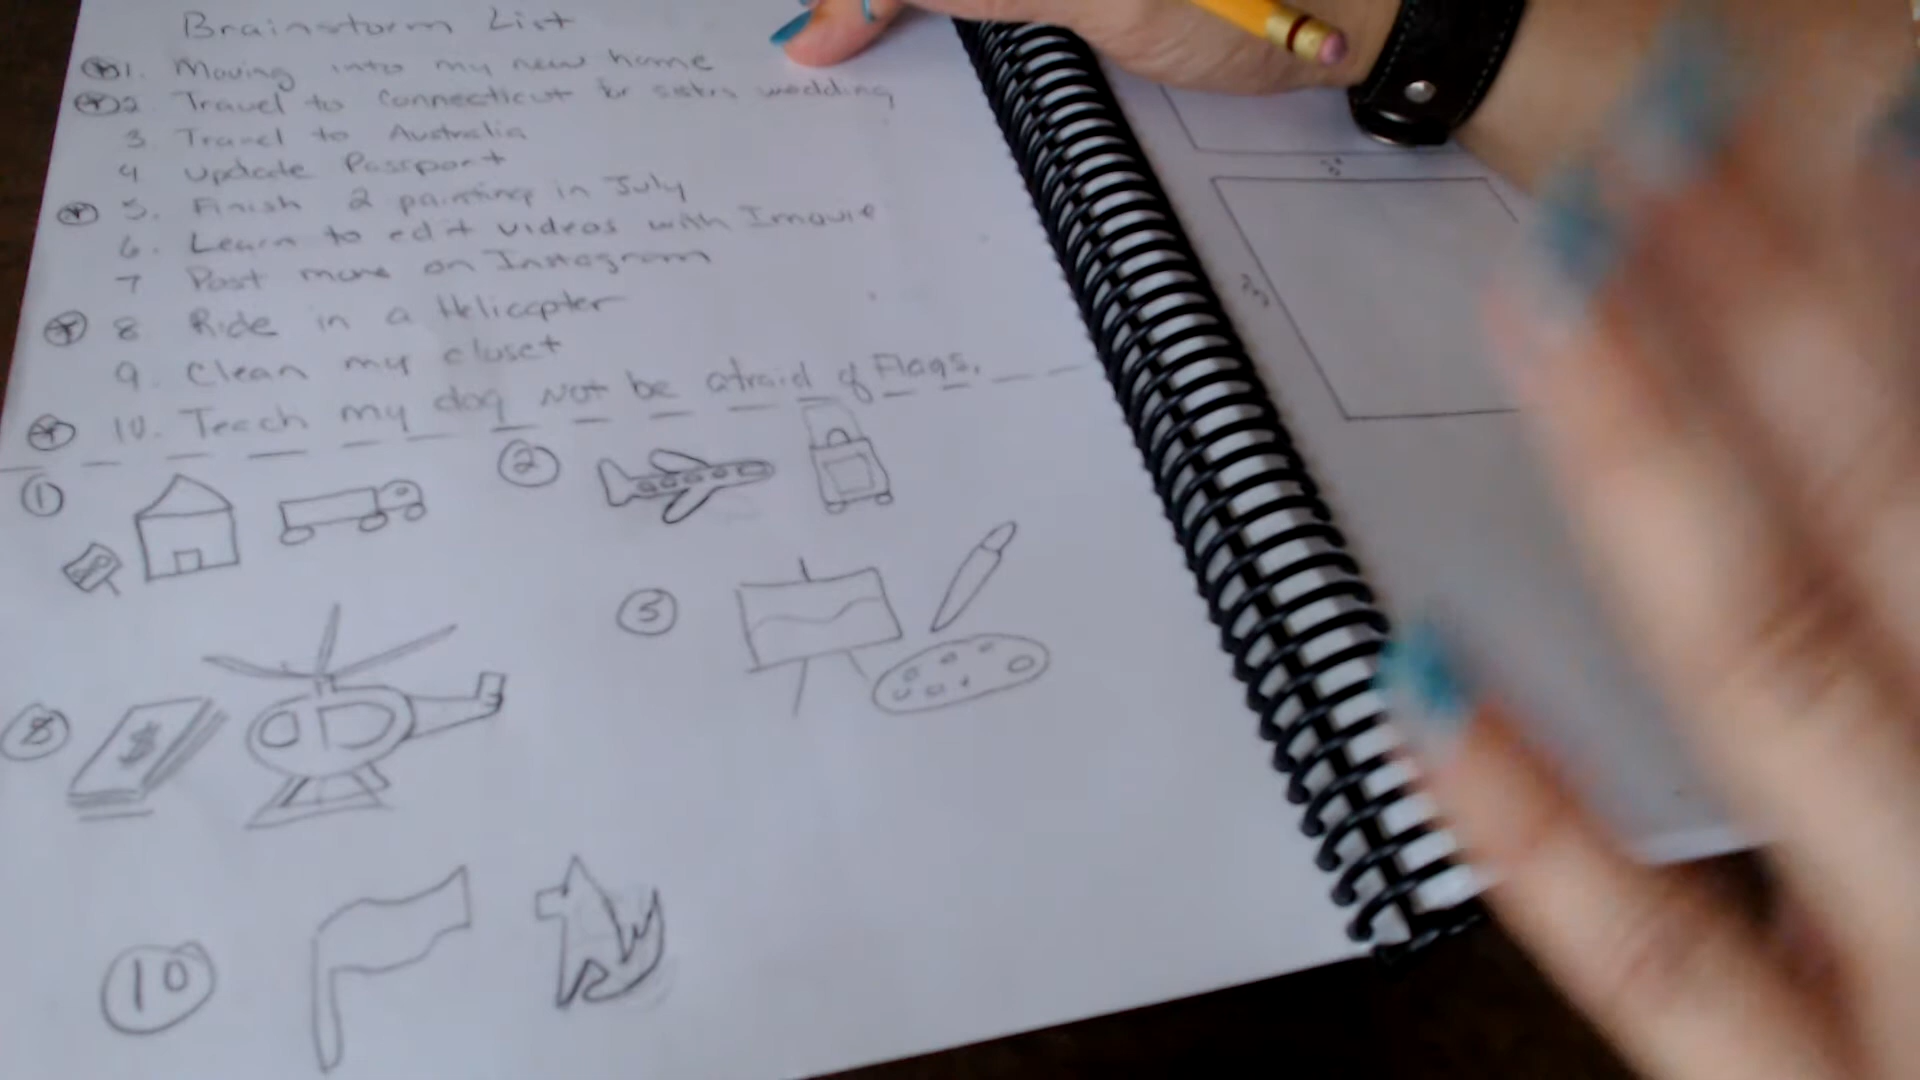 Brainstorm List
1. Moving into my new home
2. Travel to Connecticut for sisters wedding
3 Travel to Australia
4 update Passport
5. Finish 2 painting in July
6. Learn to edit videos with Imovie
7 Post more on Instagram
8 Ride in a Helicopter
9. Clean my closet
10. Teach my dog NOT be afraid of Flags.
1
2
5
8
$
10